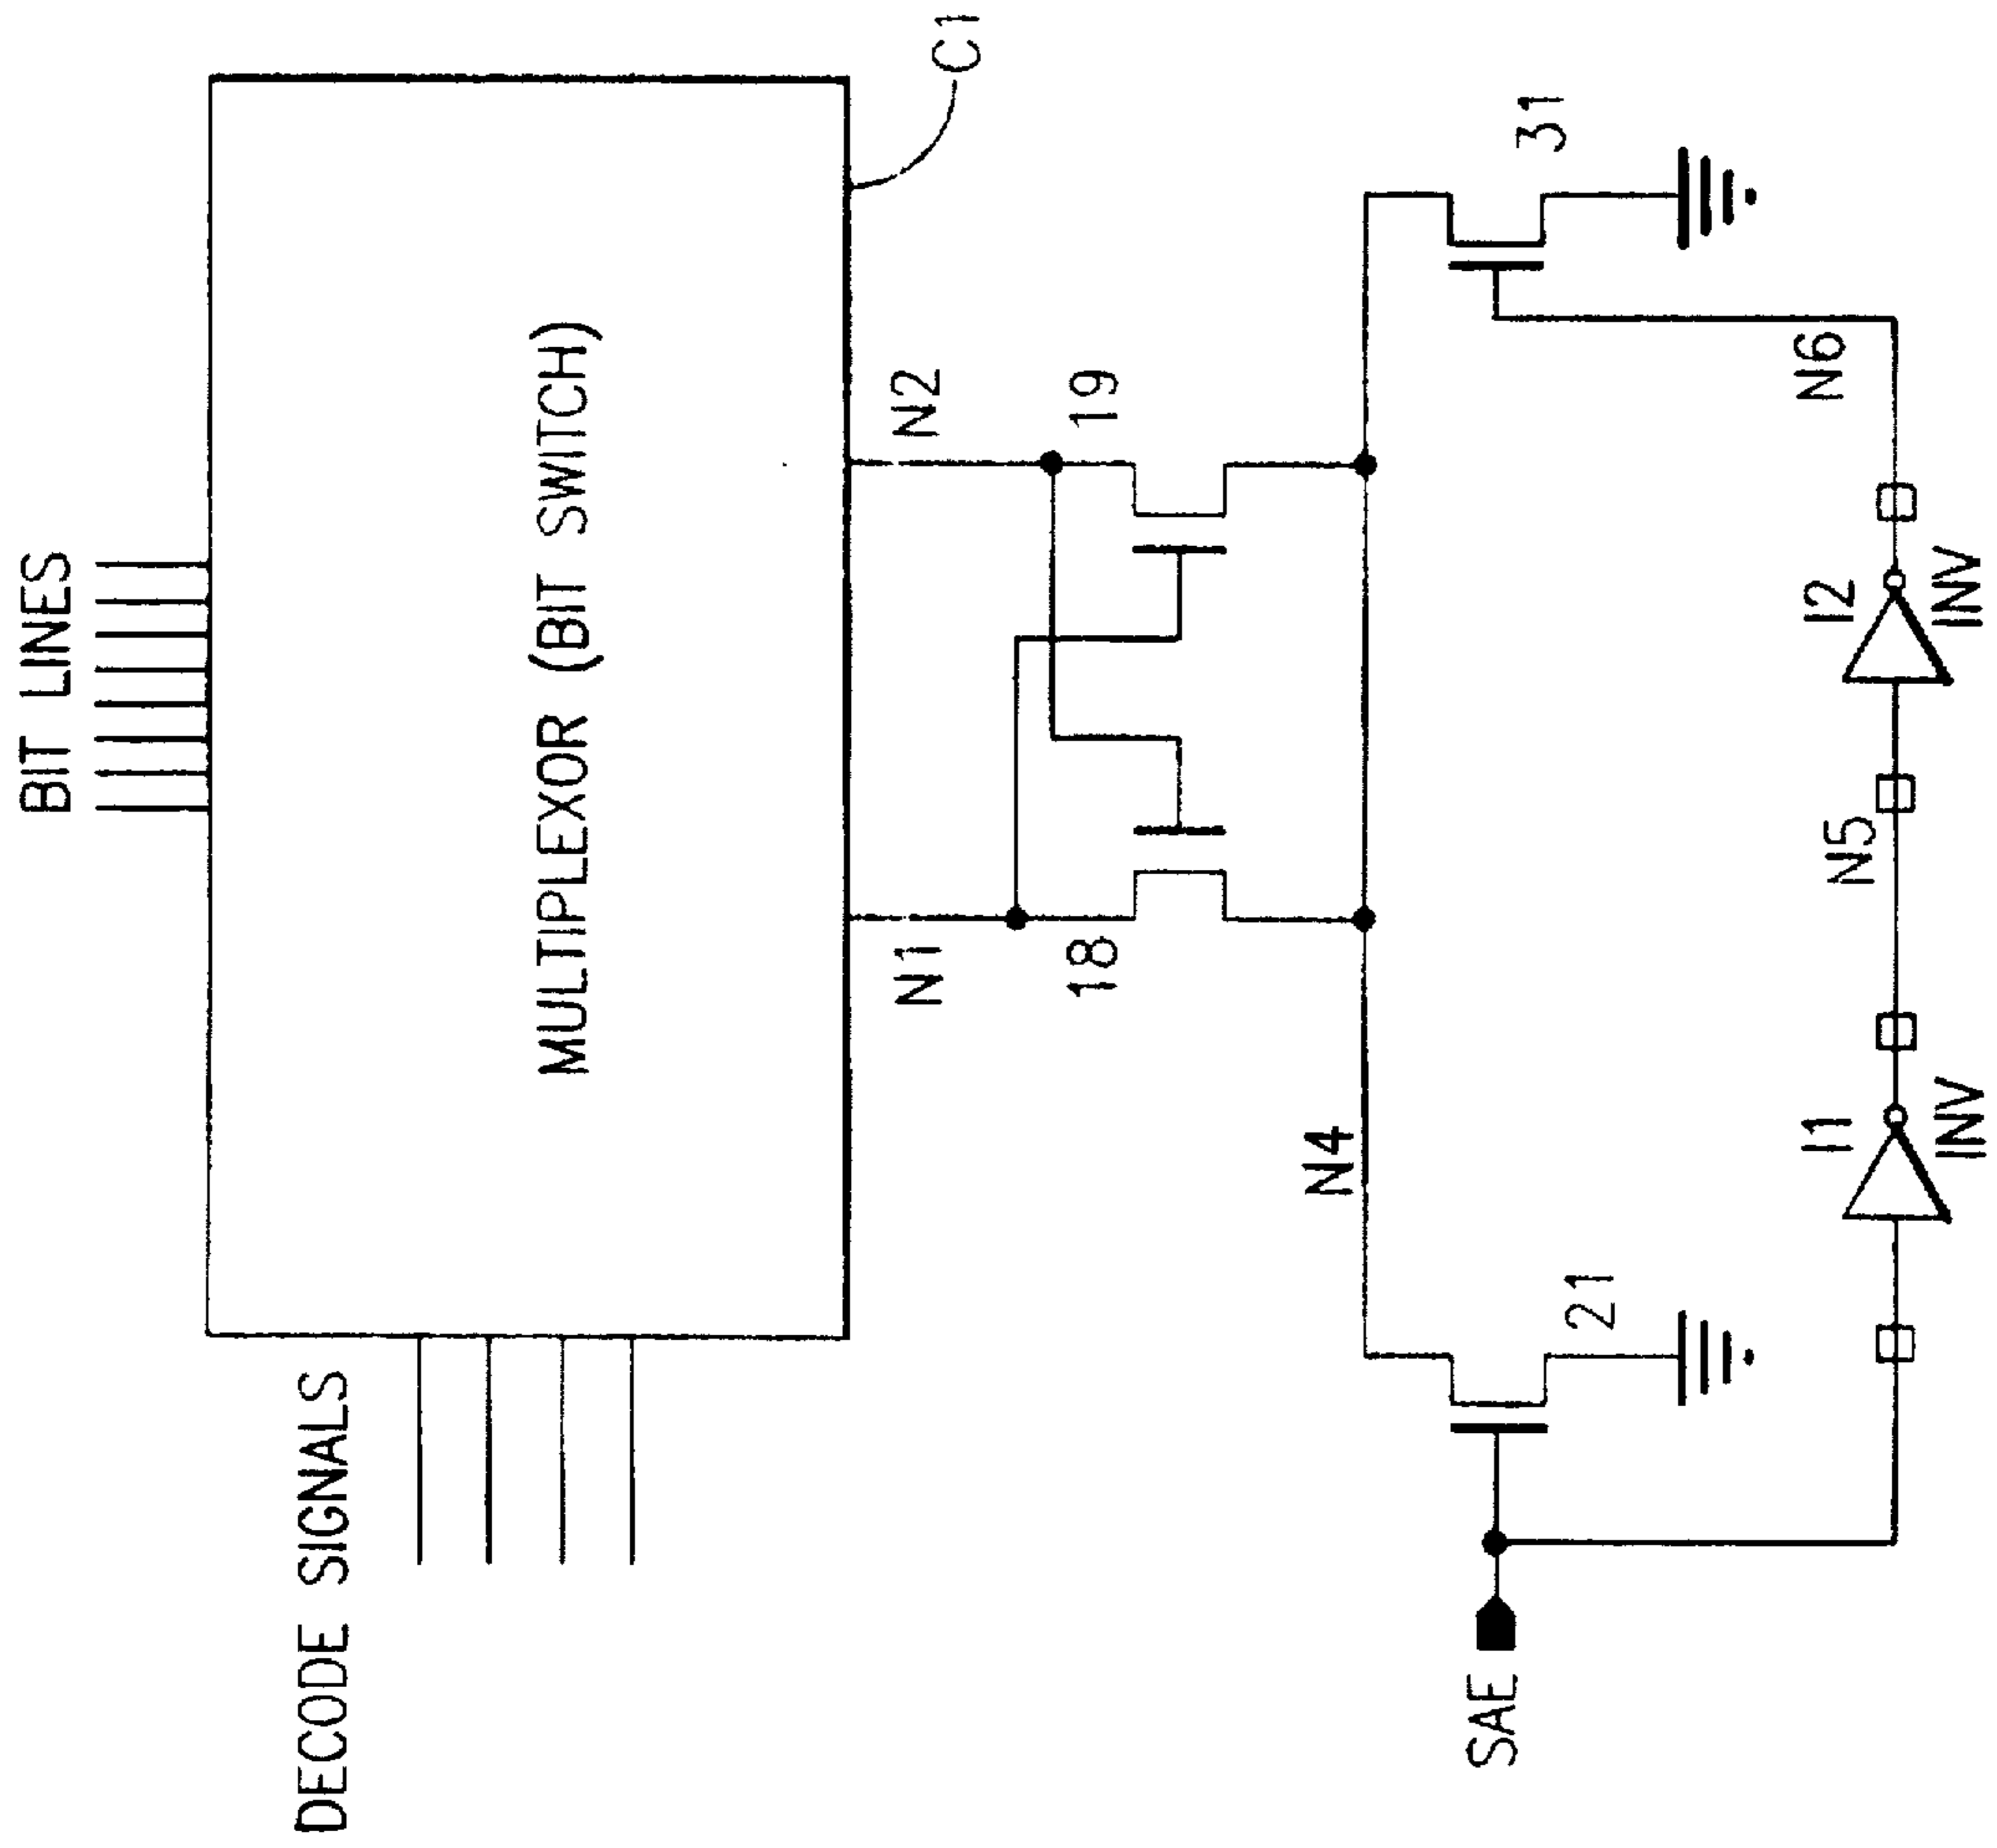 BIT LINES
C1
MULTIPLEXOR (BIT SWITCH)
DECODE SIGNALS
N1
N2
18
19
N4
31
21
SAE
N6
I1
INV
N5
I2
INV